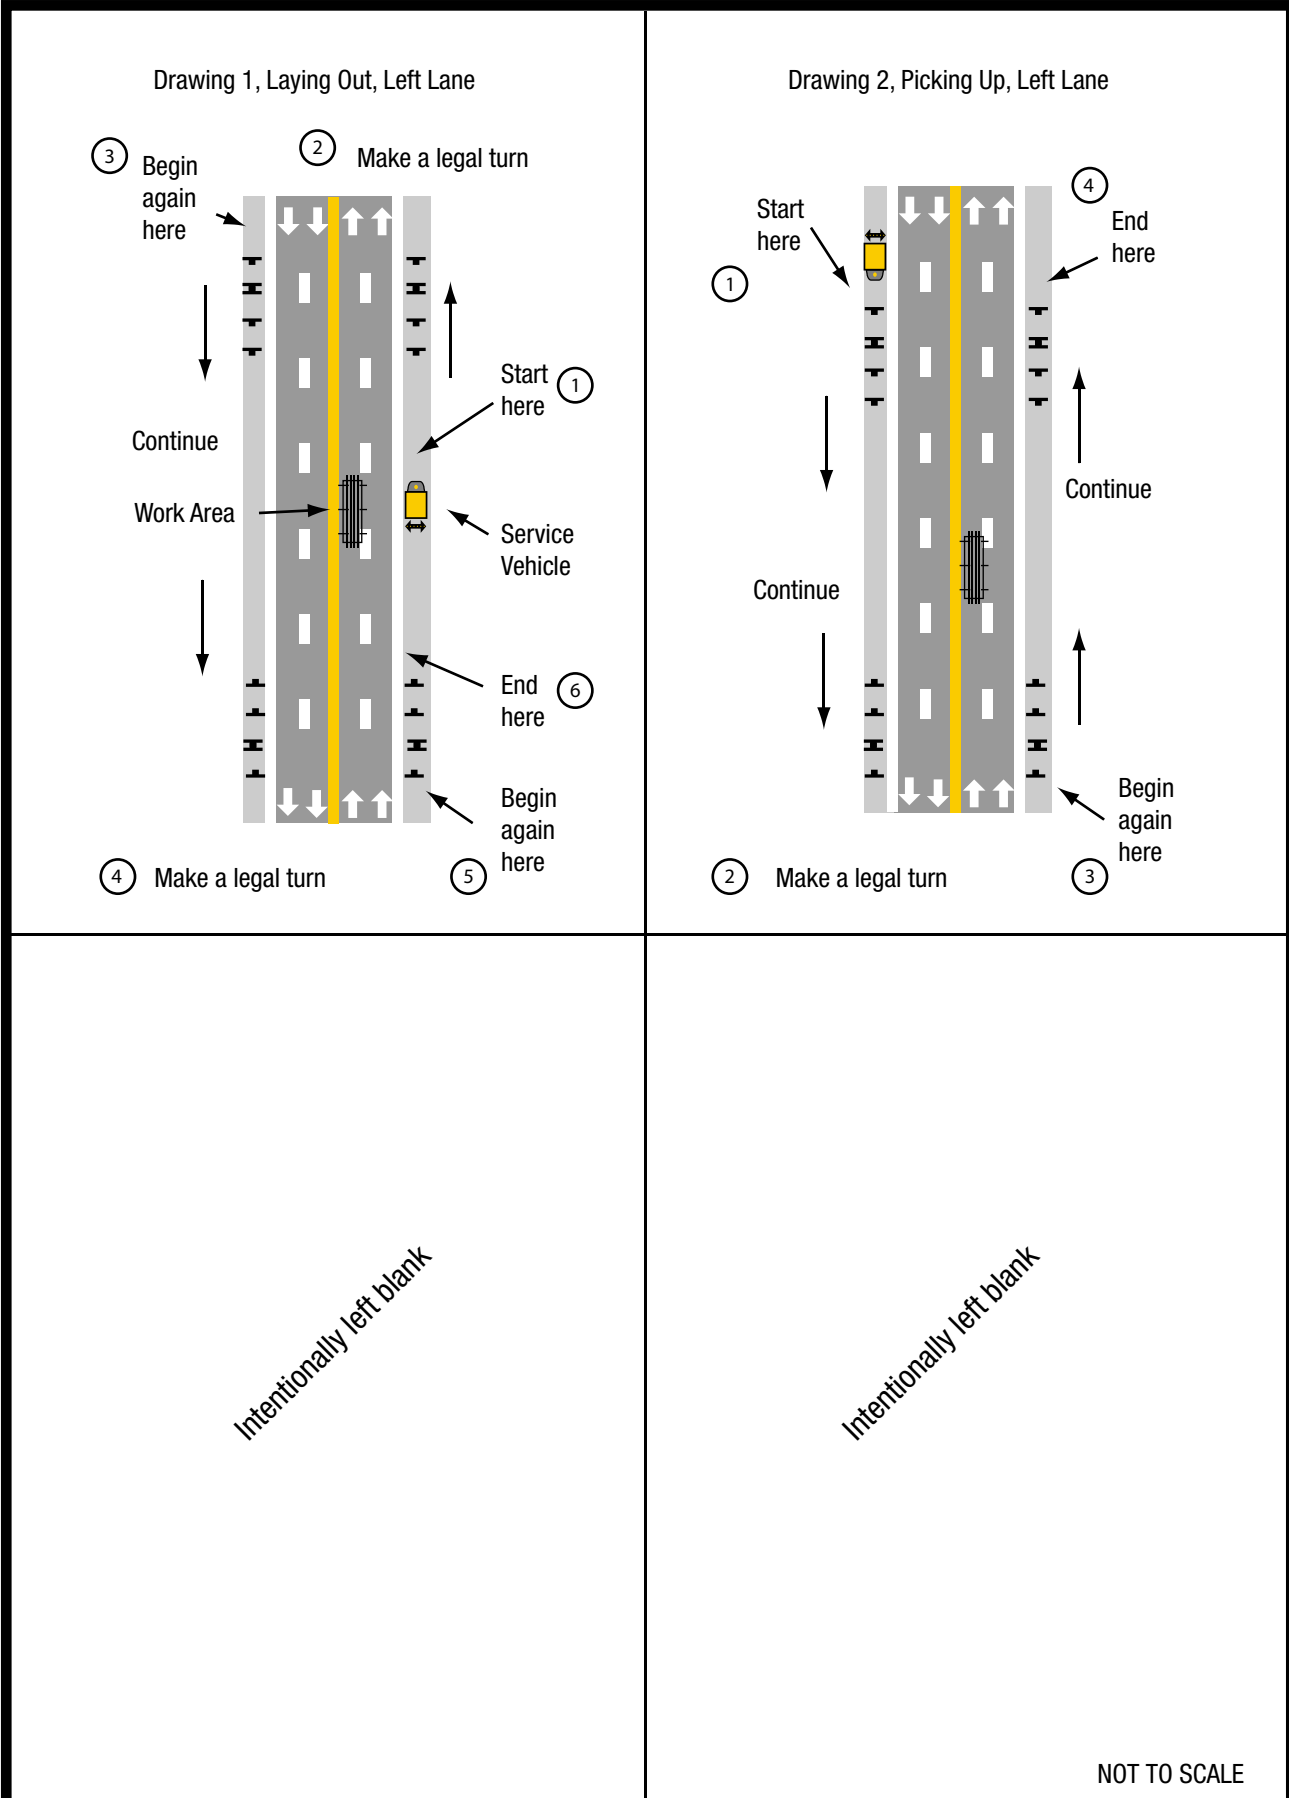 Drawing 1, Laying Out, Left Lane
3
Begin
again
here
2
Make a legal turn
Start
here
1
Continue
Work Area
Service
Vehicle
End
here
6
Begin
again
here
4
Make a legal turn
5
Drawing 2, Picking Up, Left Lane
Start
here
1
4
End
here
Continue
Continue
Begin
again
here
2
Make a legal turn
3
Intentionally left blank
Intentionally left blank
NOT TO SCALE